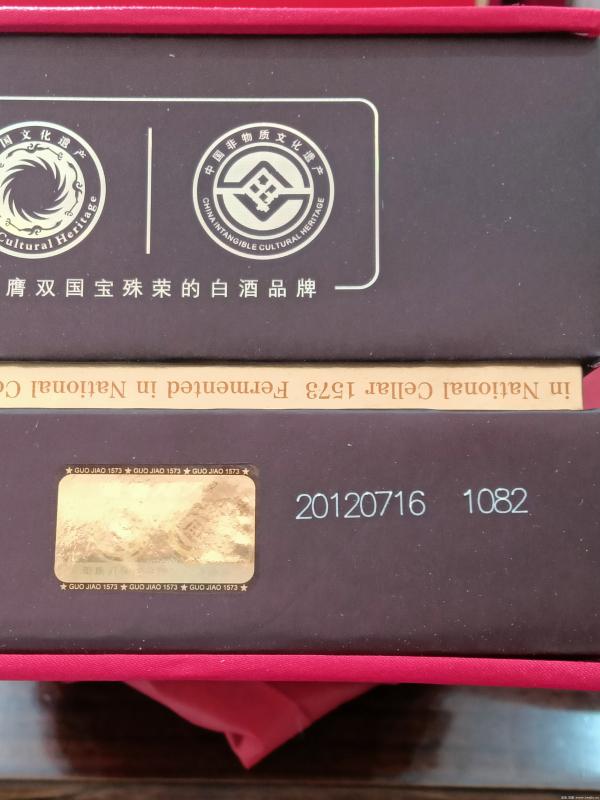 国文化遗产
Cultural Heritage
中国非物质文化遗产
CHINA INTANGIBLE CULTURAL HERITAGE
膺双国宝殊荣的白酒品牌
in National Cellar 1573 Fermented in National C
★ GUO JIAO 1573 ★ GUO JIAO 1573 ★ GUO JIAO 1573 ★
20120716 1082
★ GUO JIAO 1573 ★ GUO JIAO 1573 ★ GUO JIAO 1573 ★